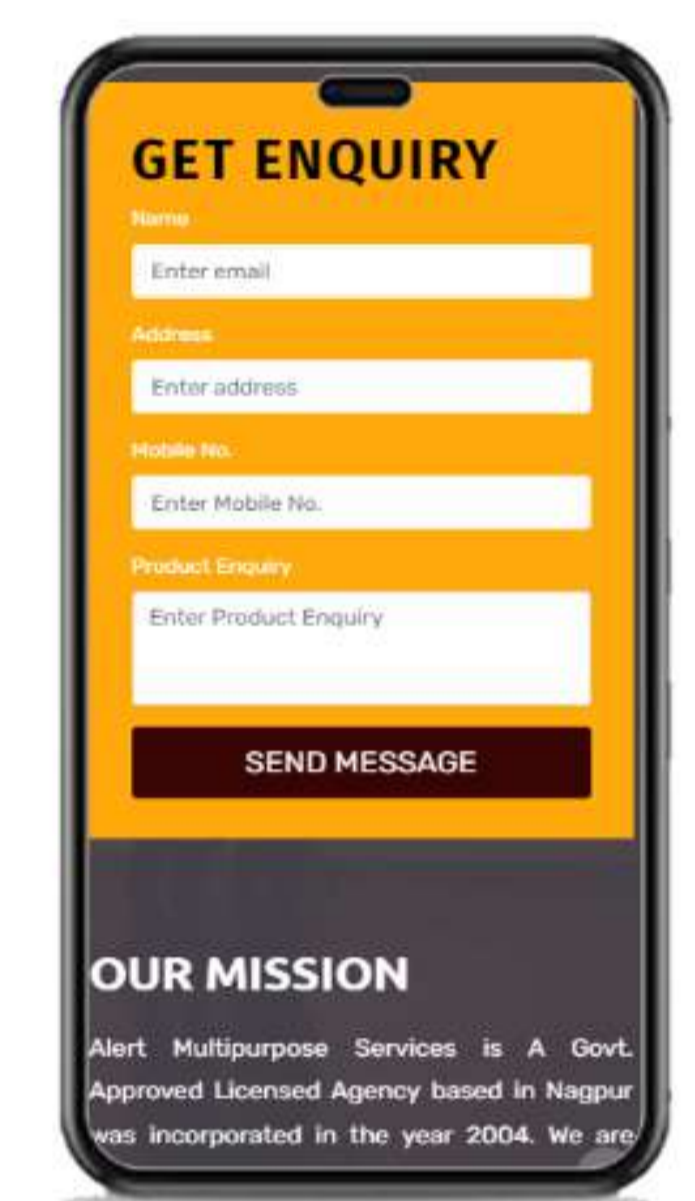 GET ENQUIRY
Name
Enter email
Address
Enter address
Mobile No.
Enter Mobile No.
Product Enquiry
Enter Product Enquiry
SEND MESSAGE
OUR MISSION
Alert Multipurpose Services is A Govt.
Approved Licensed Agency based in Nagpur
was incorporated in the year 2004. We are